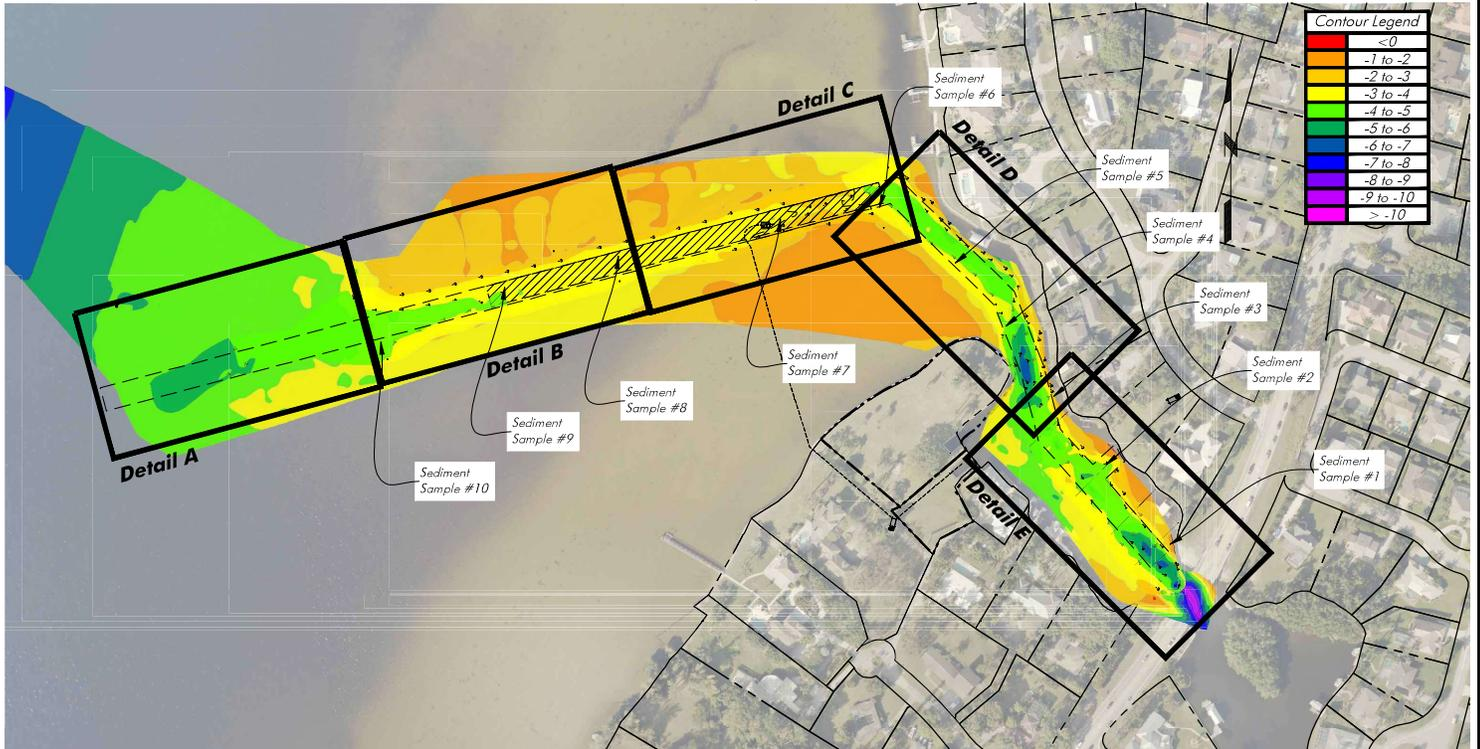 Contour Legend
<0
-1 to -2
-2 to -3
-3 to -4
-4 to -5
-5 to -6
-6 to -7
-7 to -8
-8 to -9
-9 to -10
> -10
Detail C
Sediment
Sample #6
Detail D
Sediment
Sample #5
Sediment
Sample #4
Sediment
Sample #3
Sediment
Sample #2
Sediment
Sample #7
Detail B
Sediment
Sample #8
Sediment
Sample #9
Detail A
Sediment
Sample #10
Sediment
Sample #1
Detail E